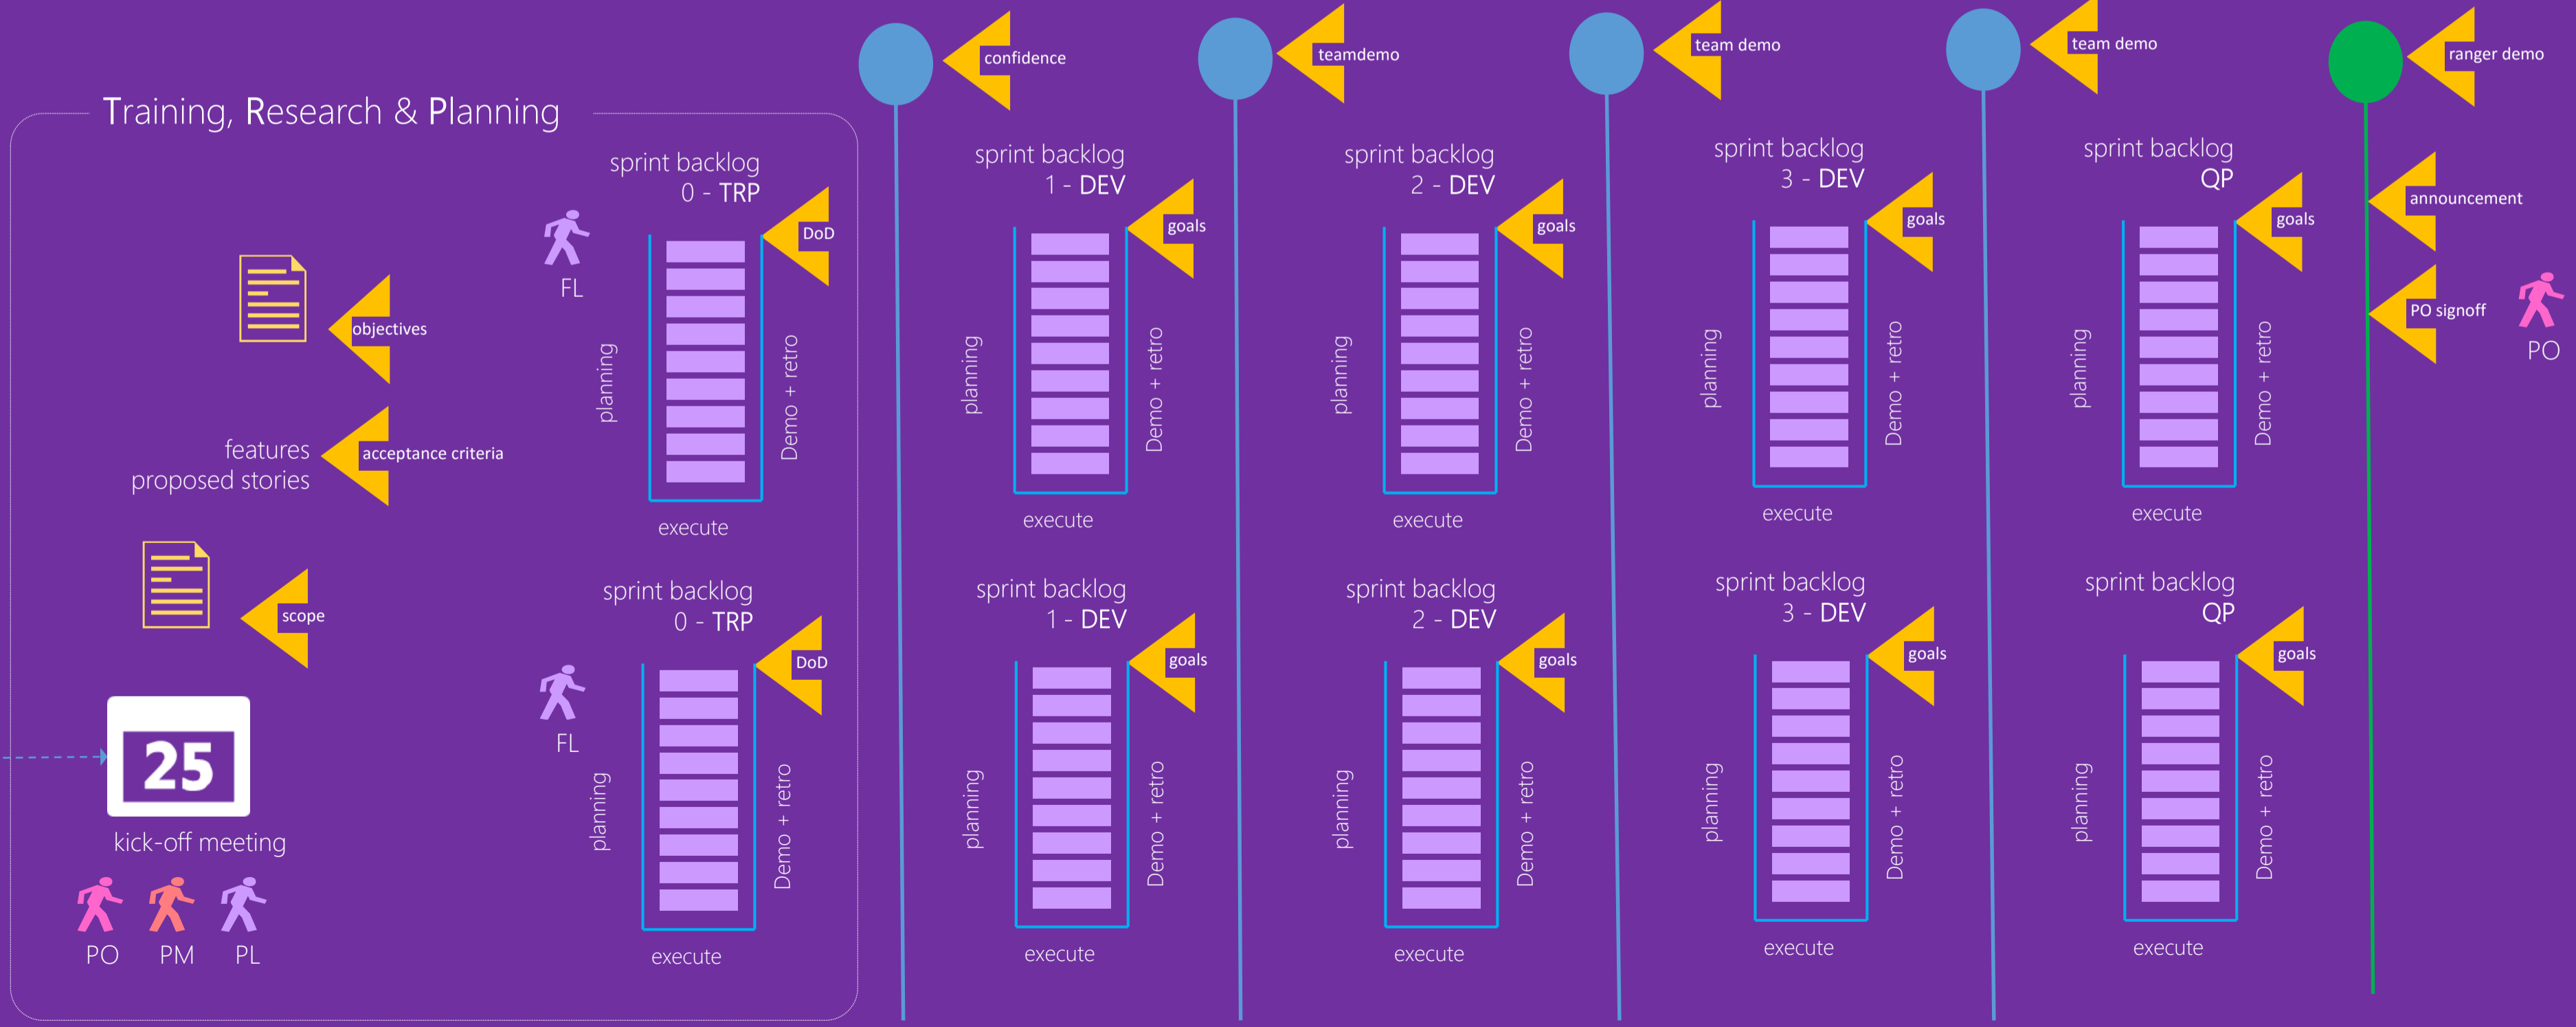 Training, Research & Planning
objectives
features
proposed stories
acceptance criteria
scope
25
kick-off meeting
PO
PM
PL
sprint backlog
0 - TRP
DoD
FL
planning
Demo + retro
execute
sprint backlog
0 - TRP
DoD
FL
planning
Demo + retro
execute
confidence
sprint backlog
1 - DEV
goals
planning
Demo + retro
execute
sprint backlog
1 - DEV
goals
planning
Demo + retro
execute
teamdemo
sprint backlog
2 - DEV
goals
planning
Demo + retro
execute
sprint backlog
2 - DEV
goals
planning
Demo + retro
execute
team demo
sprint backlog
3 - DEV
goals
planning
Demo + retro
execute
sprint backlog
3 - DEV
goals
planning
Demo + retro
execute
team demo
sprint backlog
QP
goals
planning
Demo + retro
execute
sprint backlog
QP
goals
planning
Demo + retro
execute
ranger demo
announcement
PO signoff
PO